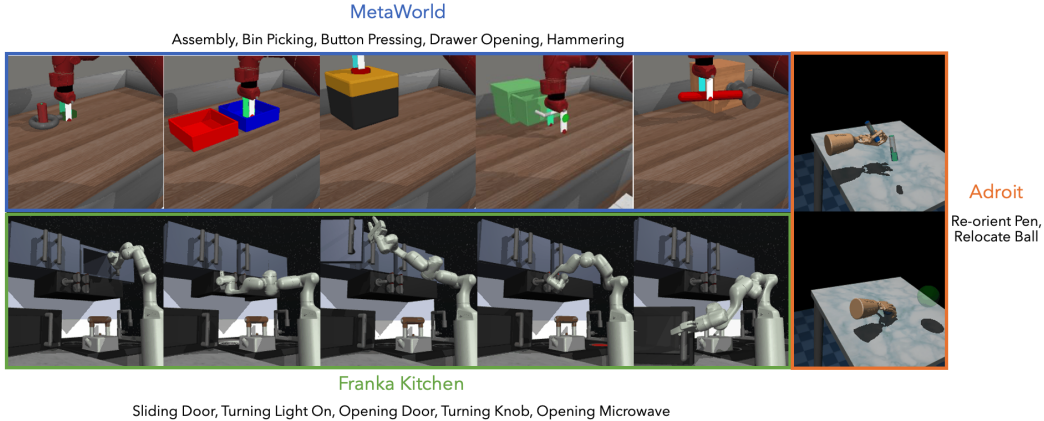 MetaWorld
Assembly, Bin Picking, Button Pressing, Drawer Opening, Hammering
Adroit
Re-orient Pen,
Relocate Ball
Franka Kitchen
Sliding Door, Turning Light On, Opening Door, Turning Knob, Opening Microwave